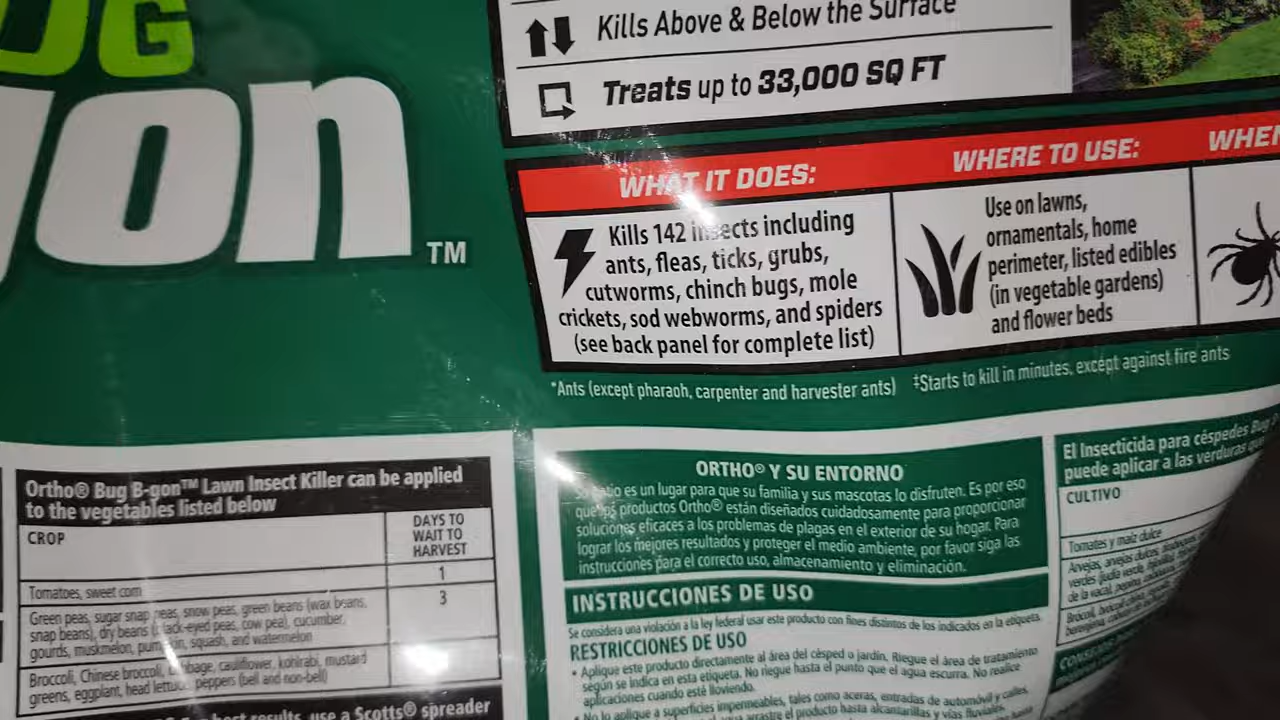 UG
gon
TM
Kills Above & Below the Surface
Treats up to 33,000 SQ FT
WHAT IT DOES:
Kills 142 insects including
ants, fleas, ticks, grubs,
cutworms, chinch bugs, mole
crickets, sod webworms, and spiders
(see back panel for complete list)
WHERE TO USE:
Use on lawns,
ornamentals, home
perimeter, listed edibles
(in vegetable gardens)
and flower beds
WHEN
*Ants (except pharaoh, carpenter and harvester ants) ‡Starts to kill in minutes, except against fire ants
Ortho® Bug B-gon™ Lawn Insect Killer can be applied
to the vegetables listed below
CROP
DAYS TO
WAIT TO
HARVEST
Tomatoes, sweet corn
1
Green peas, sugar snap peas, snow peas, green beans (wax beans,
snap beans), dry beans (black-eyed peas, cow pea), cucumber,
gourds, muskmelon, pumpkin, squash, and watermelon
3
Broccoli, Chinese broccoli, cabbage, cauliflower, kohlrabi, mustard
greens, eggplant, head lettuce, peppers (bell and non-bell)
best results, use a Scotts® spreader
ORTHO® Y SU ENTORNO
es un lugar para que su familia y sus mascotas lo disfruten. Es por eso
que los productos Ortho® están diseñados cuidadosamente para proporcionar
soluciones eficaces a los problemas de plagas en el exterior de su hogar. Para
lograr los mejores resultados y proteger el medio ambiente, por favor siga las
instrucciones para el correcto uso, almacenamiento y eliminación.
INSTRUCCIONES DE USO
Se considera una violación a la ley federal usar este producto con fines distintos de los indicados en la etiqueta.
RESTRICCIONES DE USO
• Aplique este producto directamente al área del césped o jardín. Riegue el área de tratamiento
según se indica en esta etiqueta. No riegue hasta el punto que el agua escurra. No realice
aplicaciones cuando esté lloviendo.
• No lo aplique a superficies impermeables, tales como aceras, entradas de automóvil y calles,
arrastre el producto hasta alcantarillas y vías fluviales.
El Insecticida para céspedes Bug
puede aplicar a las verduras que
CULTIVO
Tomates y maíz dulce
Arvejas, arvejas dulces,
verdes (judía verde,
de la vaca), pepino,
Brócoli, brócoli chino,
berenjena,